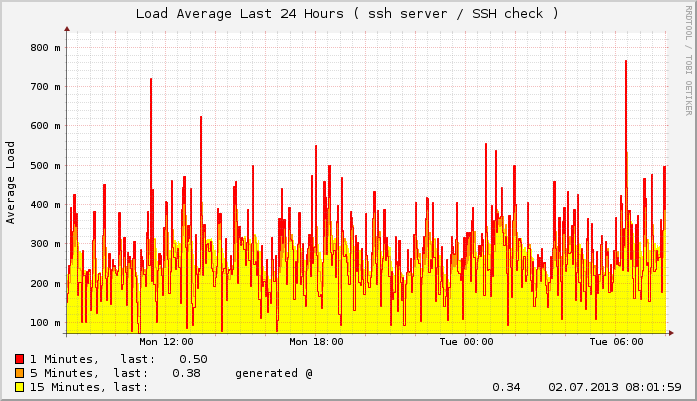 Load Average Last 24 Hours ( ssh server / SSH check )
RRDTOOL / TOBI OETIKER
Average Load
800 m
700 m
600 m
500 m
400 m
300 m
200 m
100 m
Mon 12:00 Mon 18:00 Tue 00:00 Tue 06:00
1 Minutes, last: 0.50
5 Minutes, last: 0.38 generated @
15 Minutes, last: 0.34 02.07.2013 08:01:59